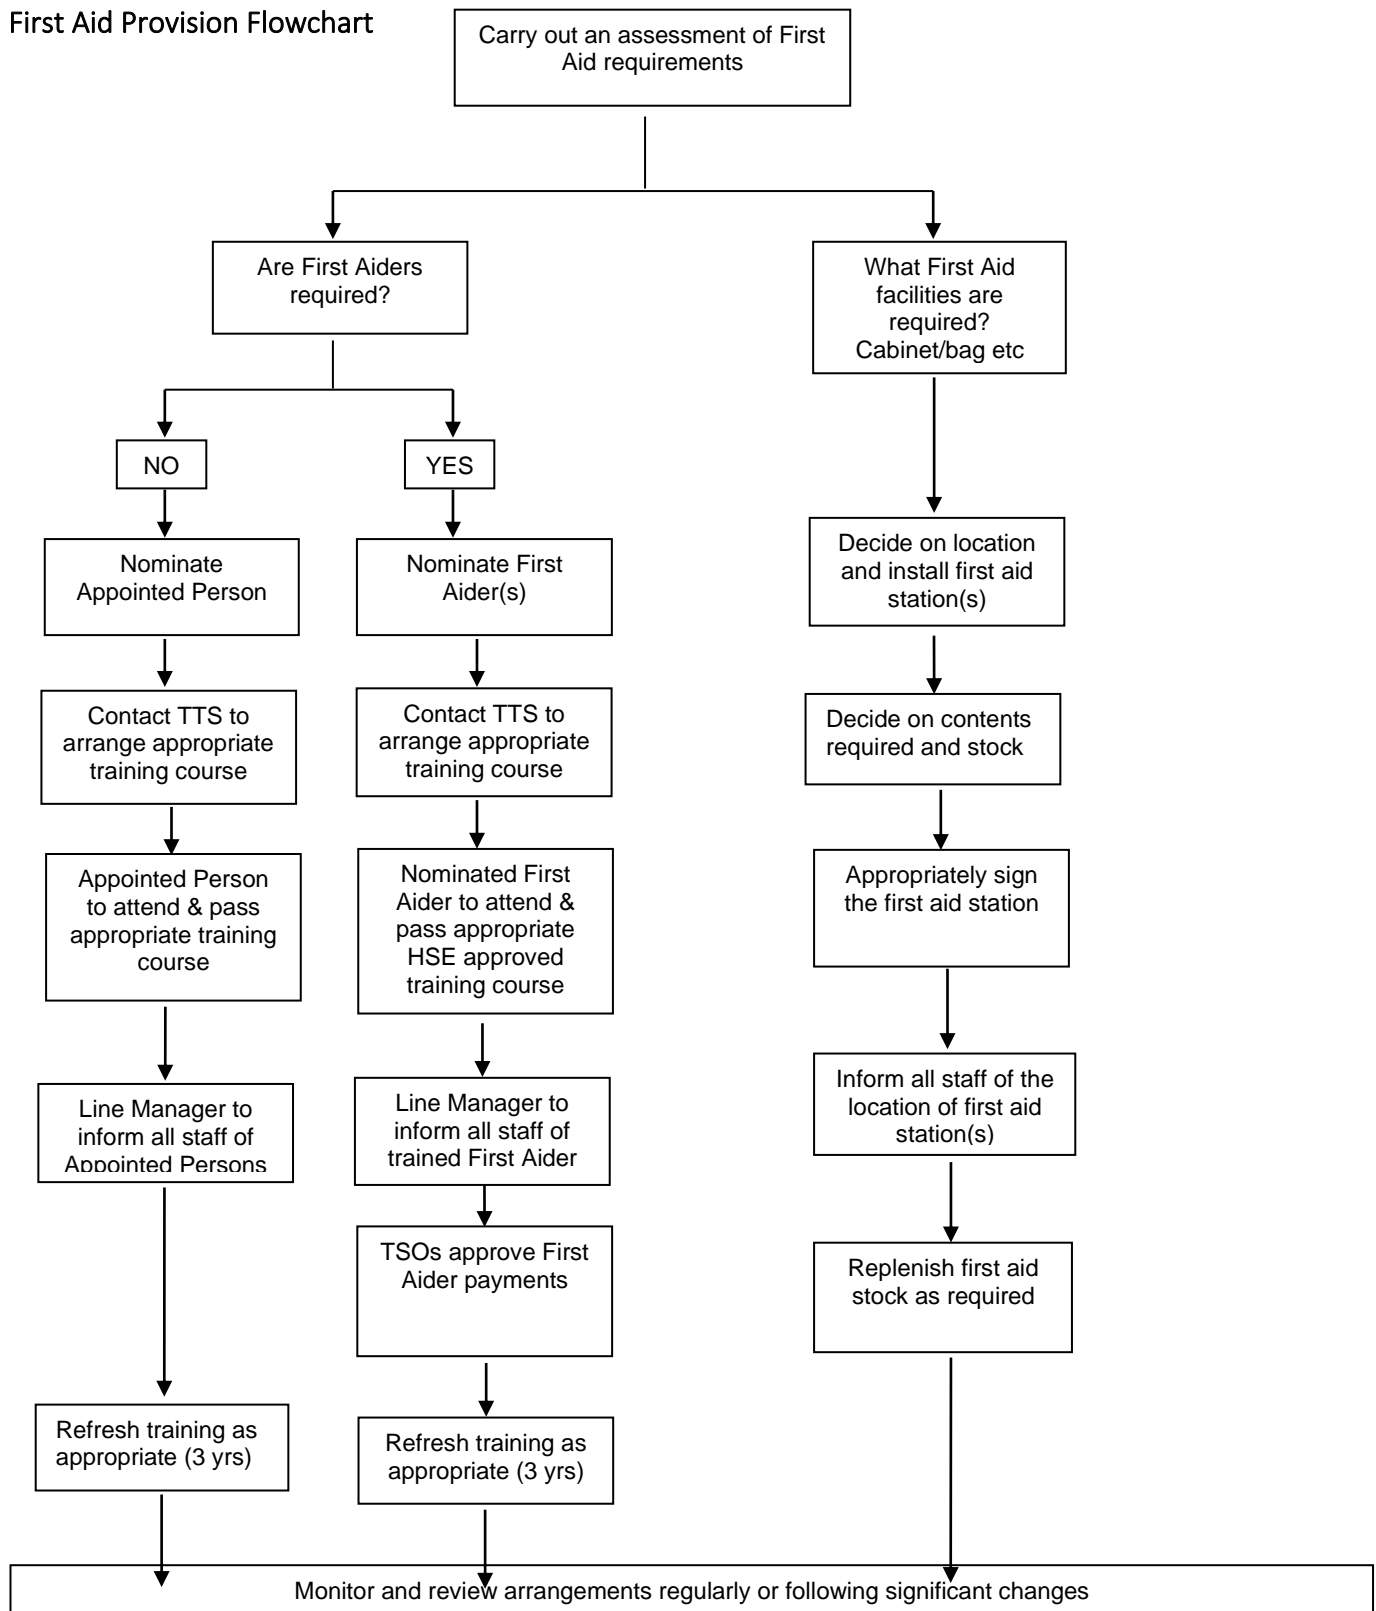 First Aid Provision Flowchart
Carry out an assessment of First
Aid requirements
Are First Aiders
required?
What First Aid
facilities are
required?
Cabinet/bag etc
NO
YES
Nominate
Appointed Person
Nominate First
Aider(s)
Decide on location
and install first aid
station(s)
Contact TTS to
arrange appropriate
training course
Contact TTS to
arrange appropriate
training course
Decide on contents
required and stock
Appointed Person
to attend & pass
appropriate training
course
Nominated First
Aider to attend &
pass appropriate
HSE approved
training course
Appropriately sign
the first aid station
Line Manager to
inform all staff of
Appointed Persons
Line Manager to
inform all staff of
trained First Aider
Inform all staff of the
location of first aid
station(s)
TSOs approve First
Aider payments
Replenish first aid
stock as required
Refresh training as
appropriate (3 yrs)
Refresh training as
appropriate (3 yrs)
Monitor and review arrangements regularly or following significant changes